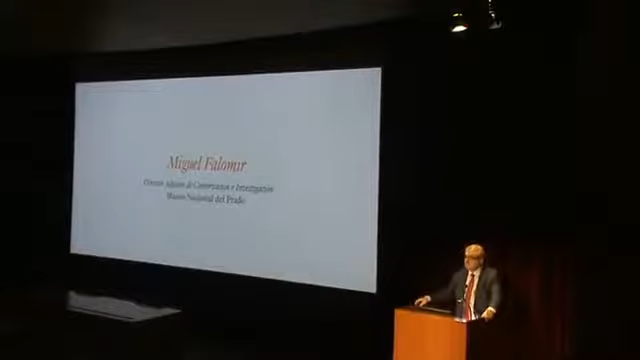 Miguel Falomir
Director Adjunto de Conservación e Investigación
Museo Nacional del Prado